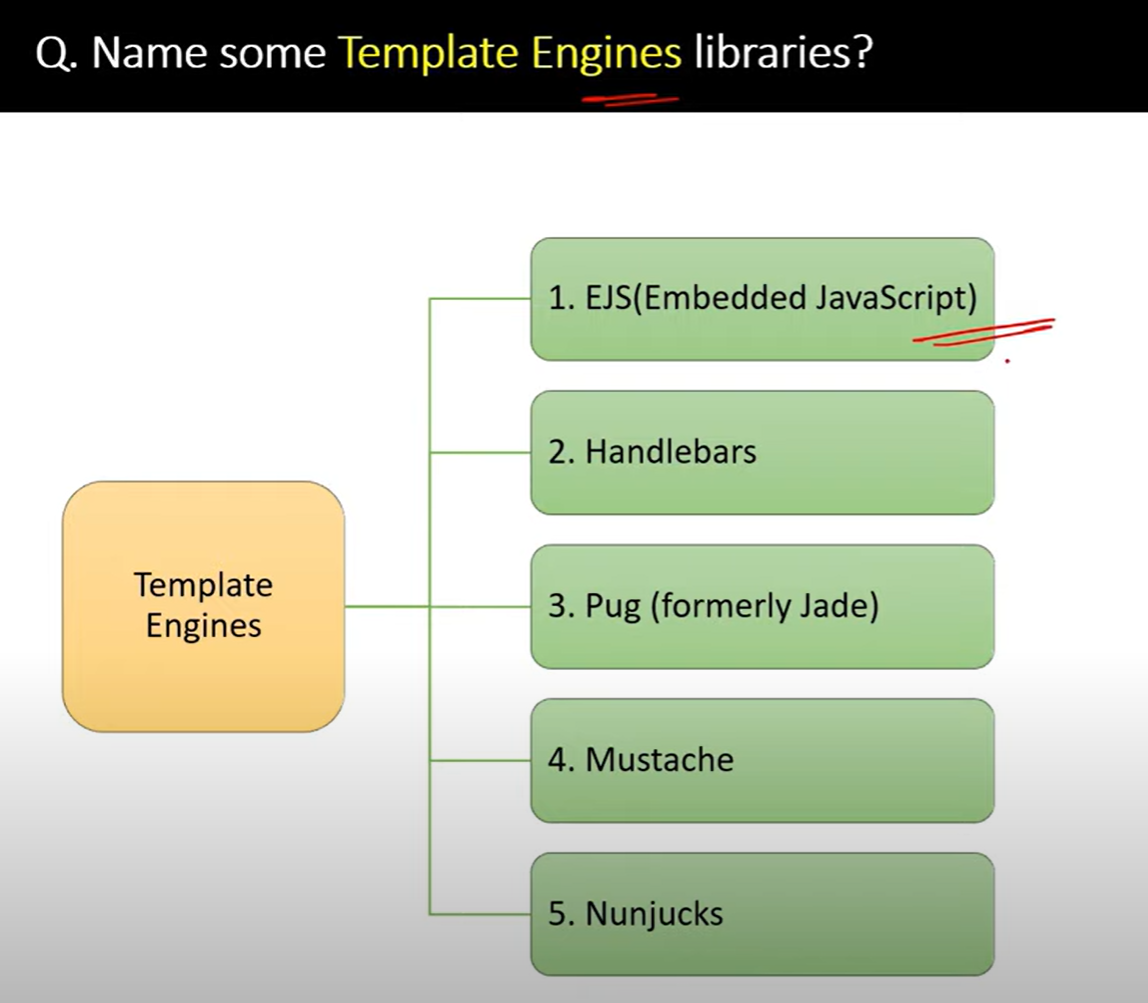 Q. Name some Template Engines libraries?
1. EJS(Embedded JavaScript)
2. Handlebars
Template
Engines
3. Pug (formerly Jade)
4. Mustache
5. Nunjucks